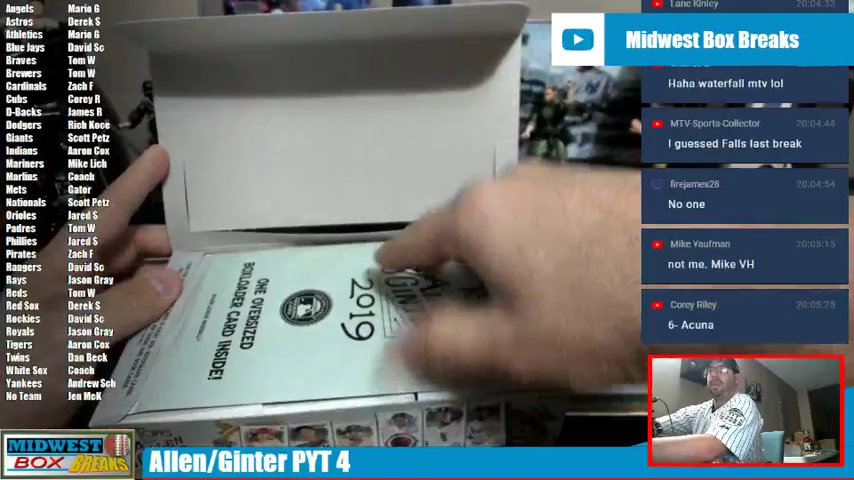 Angels Mario G
Astros Derek S
Athletics Mario G
Blue Jays David Sc
Braves Tom W
Brewers Tom W
Cardinals Zach F
Cubs Corey R
D-Backs James R
Dodgers Rich Koce
Giants Scott Petz
Indians Aaron Cox
Mariners Mike Lich
Marlins Coach
Mets Gator
Nationals Scott Petz
Orioles Jared S
Padres Tom W
Phillies Jared S
Pirates Zach F
Rangers David Sc
Rays Jason Gray
Reds Tom W
Red Sox Derek S
Rockies David Sc
Royals Jason Gray
Tigers Aaron Cox
Twins Dan Beck
White Sox Coach
Yankees Andrew Sch
No Team Jen McK
ONE OVERSIZED
BOXLOADER CARD INSIDE!
2019
Midwest Box Breaks
Lane Kinley 20:04:33
Haha waterfall mtv lol
MTV-Sports-Collector 20:04:44
I guessed Falls last break
firejames28 20:04:54
No one
Mike Yaufman 20:05:15
not me. Mike VH
Corey Riley 20:05:25
6- Acuna
MIDWEST
BOX BREAKS
Allen/Ginter PYT 4